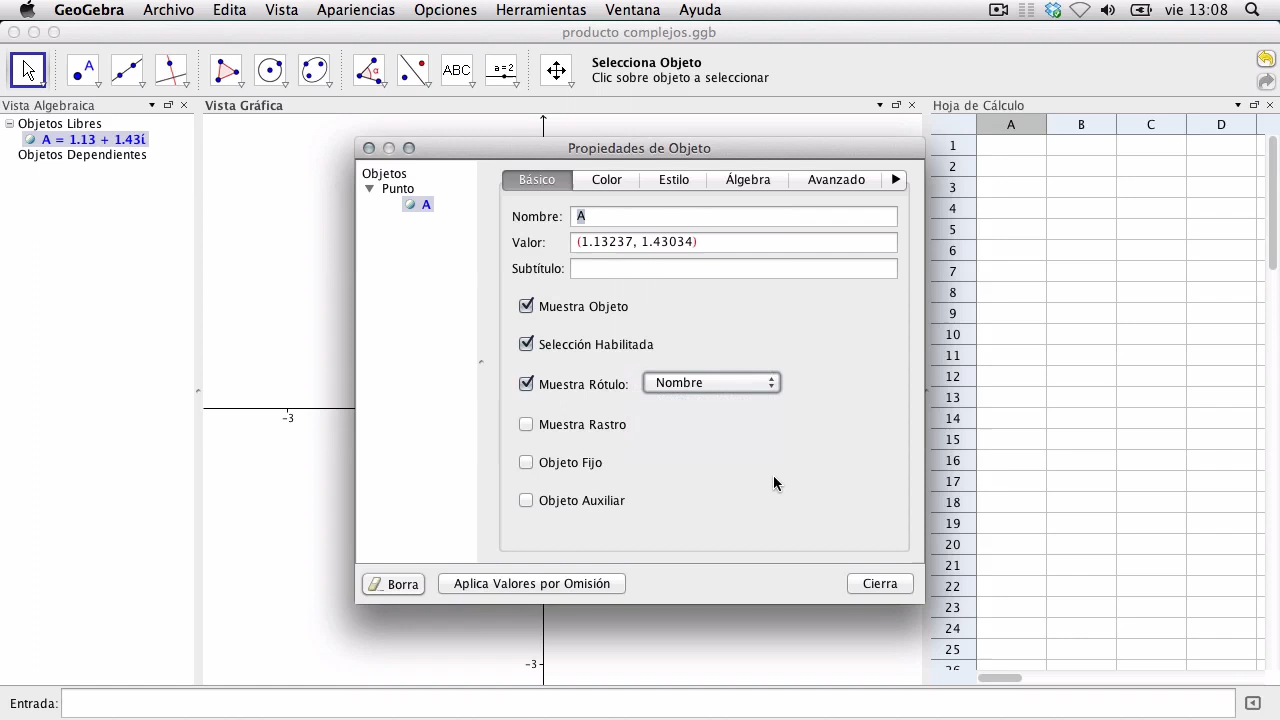 GeoGebra Archivo Edita Vista Apariencias Opciones Herramientas Ventana Ayuda vie 13:08
producto complejos.ggb
A α ABC a=2
Selecciona Objeto
Clic sobre objeto a seleccionar
Vista Algebraica
Objetos Libres
A = 1.13 + 1.43í
Objetos Dependientes
Vista Gráfica
-3
-3
Propiedades de Objeto
Objetos
Punto
A
Básico Color Estilo Álgebra Avanzado
Nombre: A
Valor: (1.13237, 1.43034)
Subtítulo:
Muestra Objeto
Selección Habilitada
Muestra Rótulo: Nombre
Muestra Rastro
Objeto Fijo
Objeto Auxiliar
Borra Aplica Valores por Omisión Cierra
Hoja de Cálculo
A B C D
1
2
3
4
5
6
7
8
9
10
11
12
13
14
15
16
17
18
19
20
21
22
23
24
25
26
Entrada: